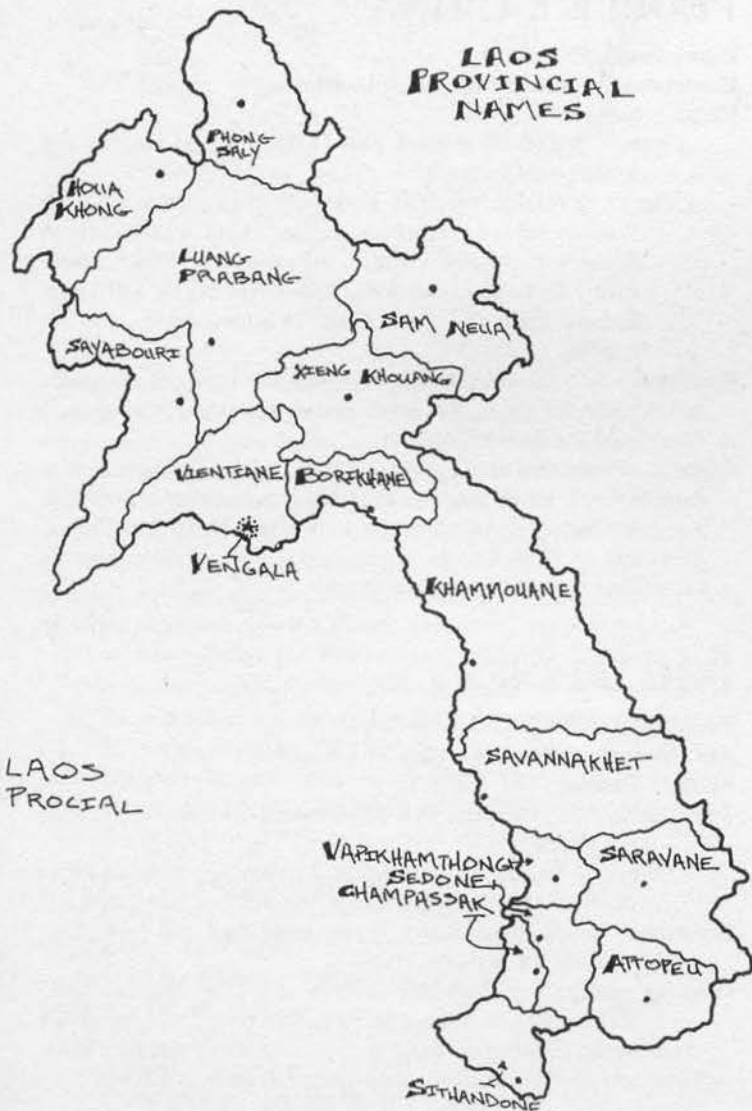 LAOS
PROVINCIAL
NAMES
PHONG
SALY
HOUA
KHONG
LUANG
PRABANG
SAM NEUA
SAYABOURI
XIENG KHOUANG
VIENTIANE
BORIKHANE
VENGALA
KHAMMOUANE
SAVANNAKHET
LAOS
PROCIAL
VAPIKHAMTHONG
SEDONE
CHAMPASSAK
SARAVANE
ATTOPEU
SITHANDONE